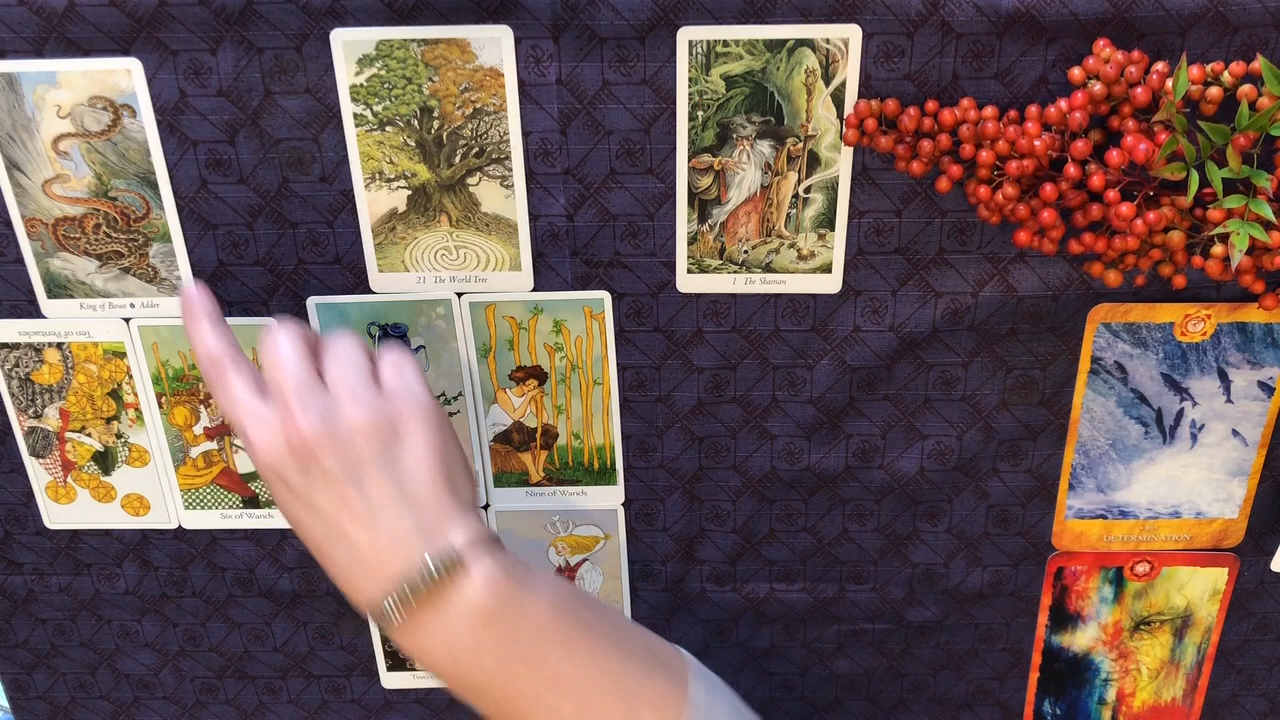 King of Bows Adder
21 The World Tree
1 The Shaman
Ten of Pentacles
Six of Wands
Nine of Wands
DETERMINATION